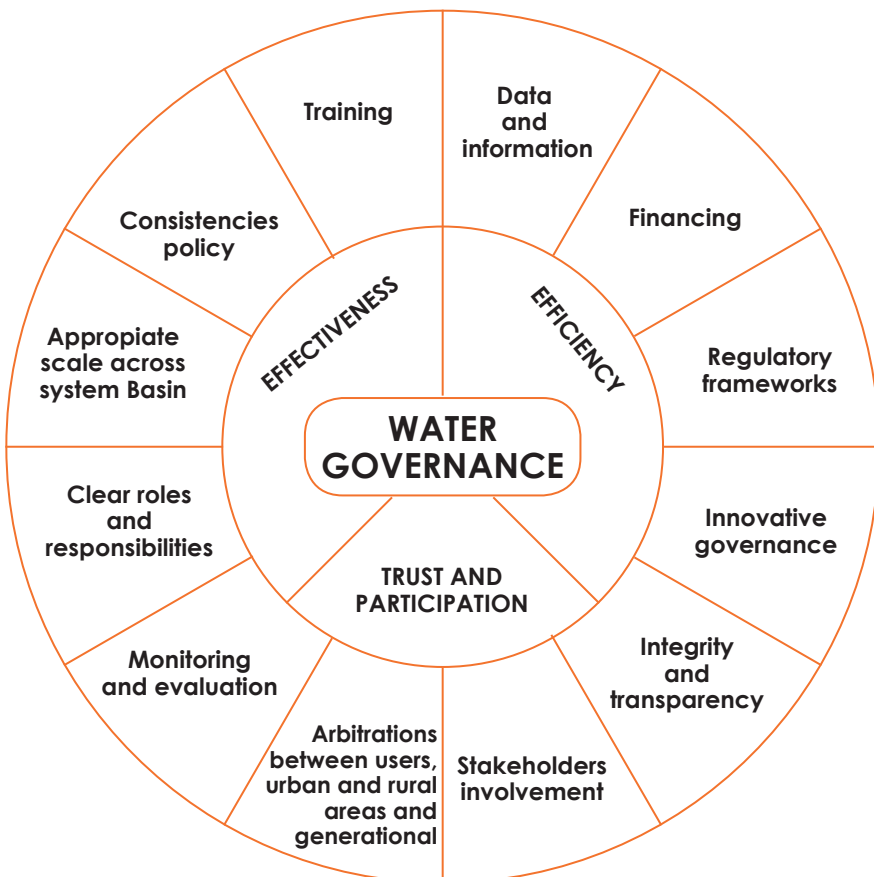 Training
Data
and
information
Consistencies
policy
Financing
Appropiate
scale across
system Basin
EFFECTIVENESS
EFFICIENCY
Regulatory
frameworks
WATER
GOVERNANCE
Clear roles
and
responsibilities
Innovative
governance
TRUST AND
PARTICIPATION
Monitoring
and evaluation
Integrity
and
transparency
Arbitrations
between users,
urban and rural
areas and
generational
Stakeholders
involvement